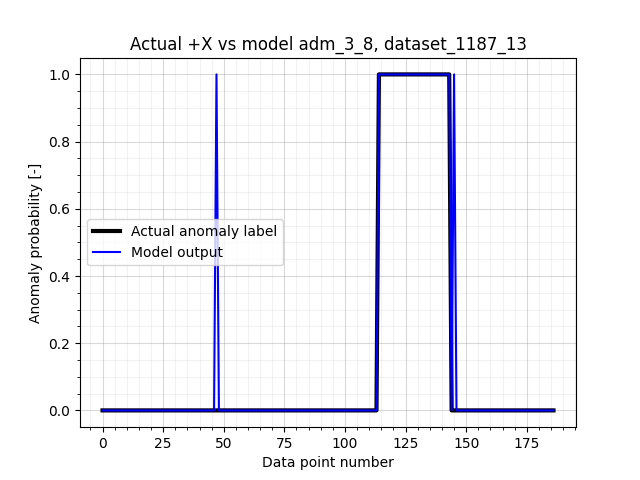 Actual +X vs model adm_3_8, dataset_1187_13
Anomaly probability [-]
1.0
0.8
0.6
0.4
0.2
0.0
Actual anomaly label
Model output
0 25 50 75 100 125 150 175
Data point number